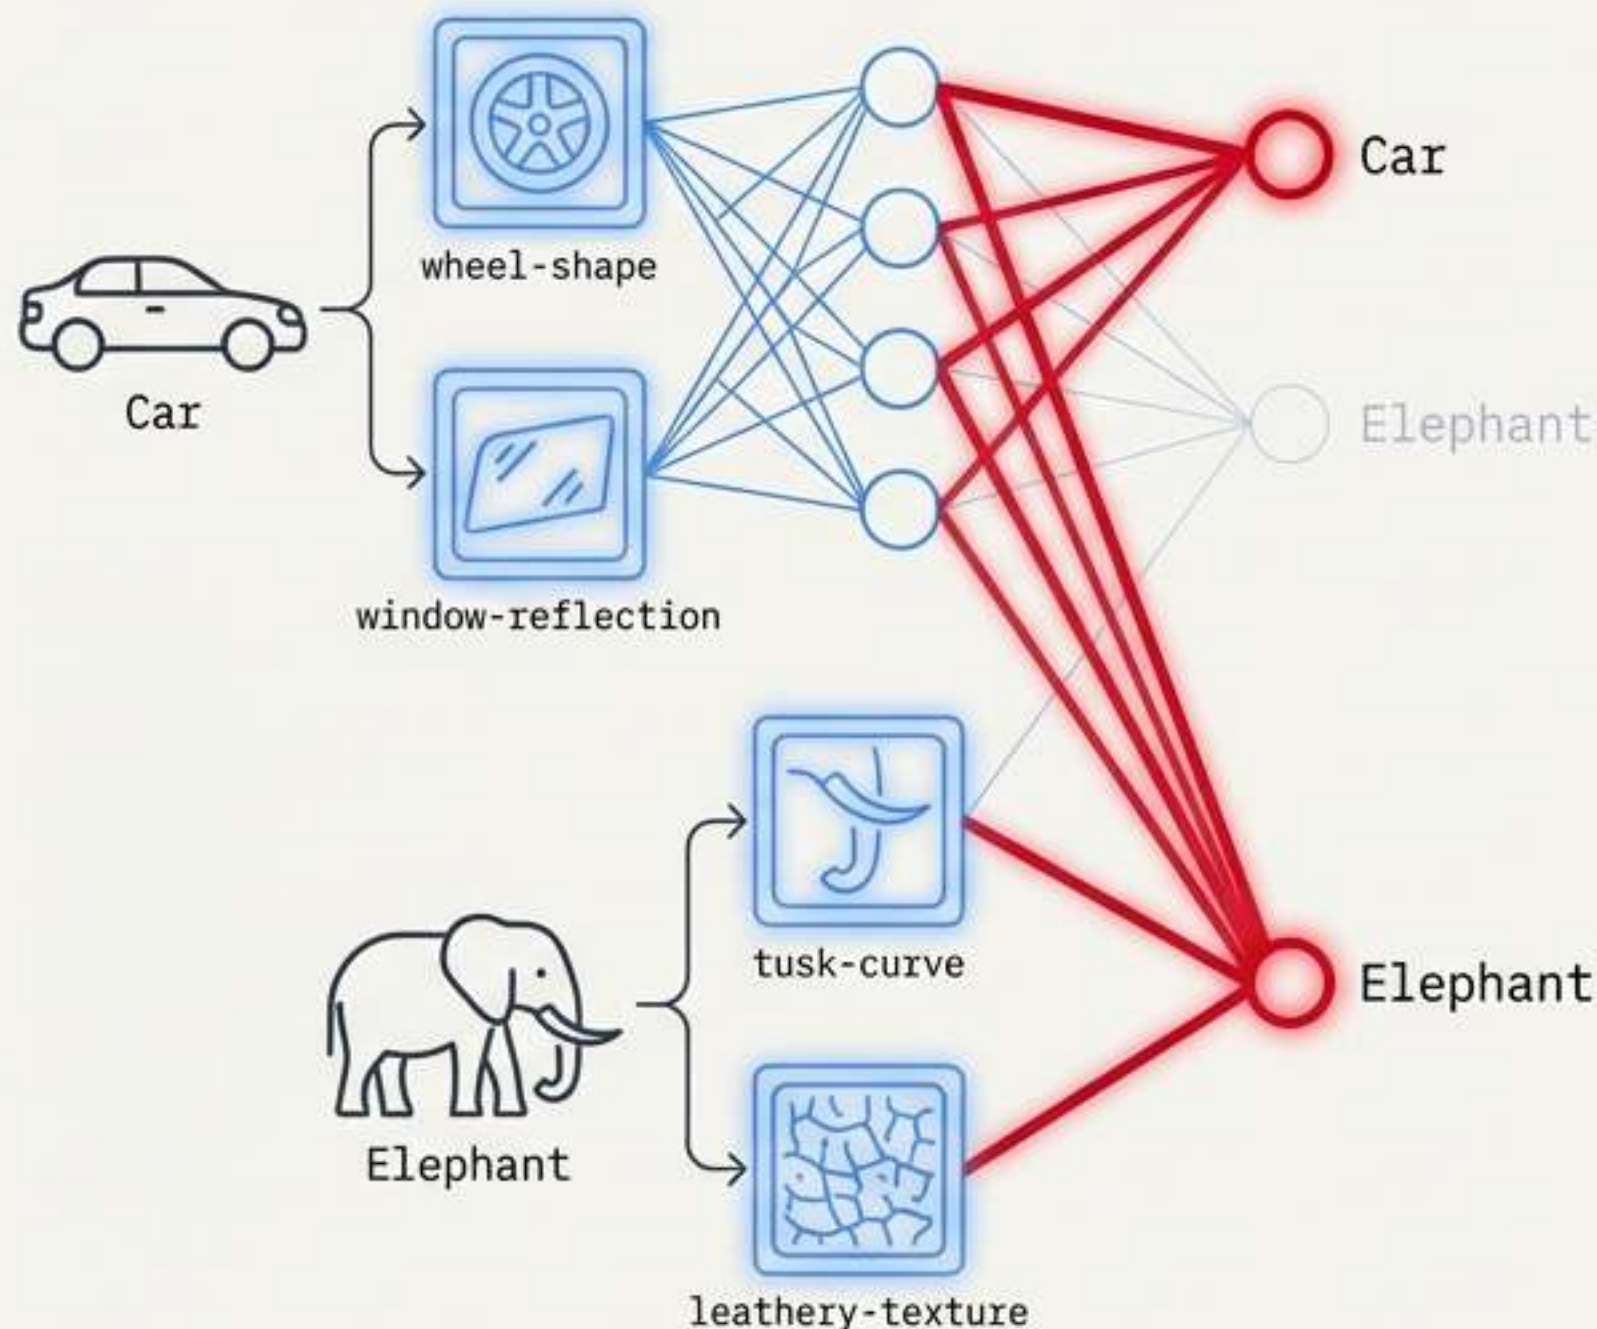 Car
wheel-shape
window-reflection
Car
Elephant
Elephant
tusk-curve
leathery-texture
Elephant